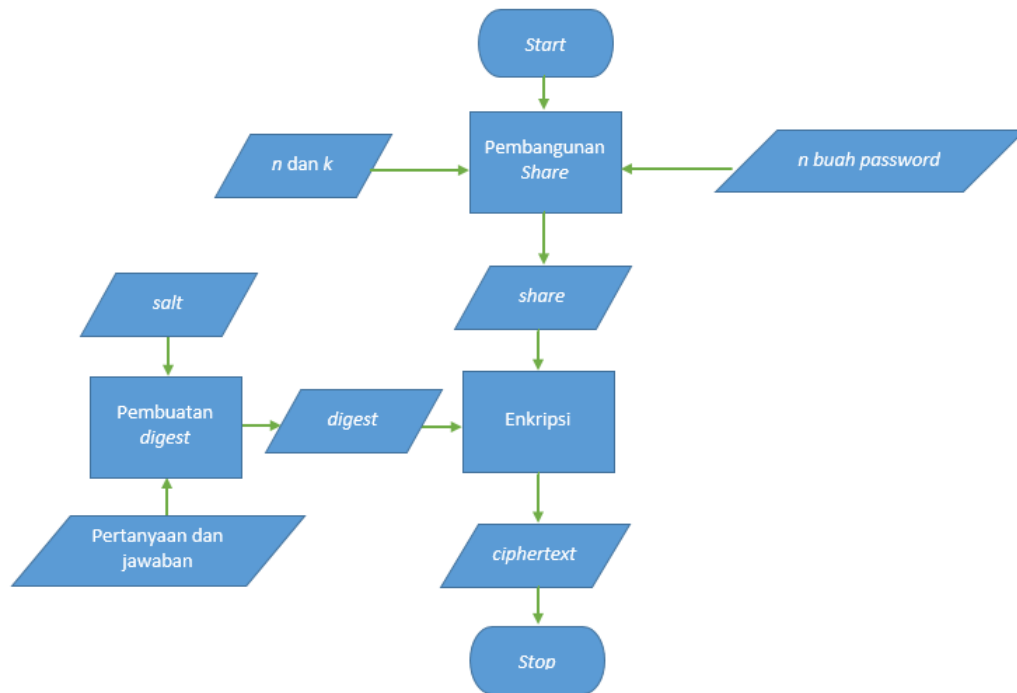 Start
Pembangunan
Share
n dan k
n buah password
share
salt
Pembuatan
digest
digest
Enkripsi
Pertanyaan dan
jawaban
ciphertext
Stop